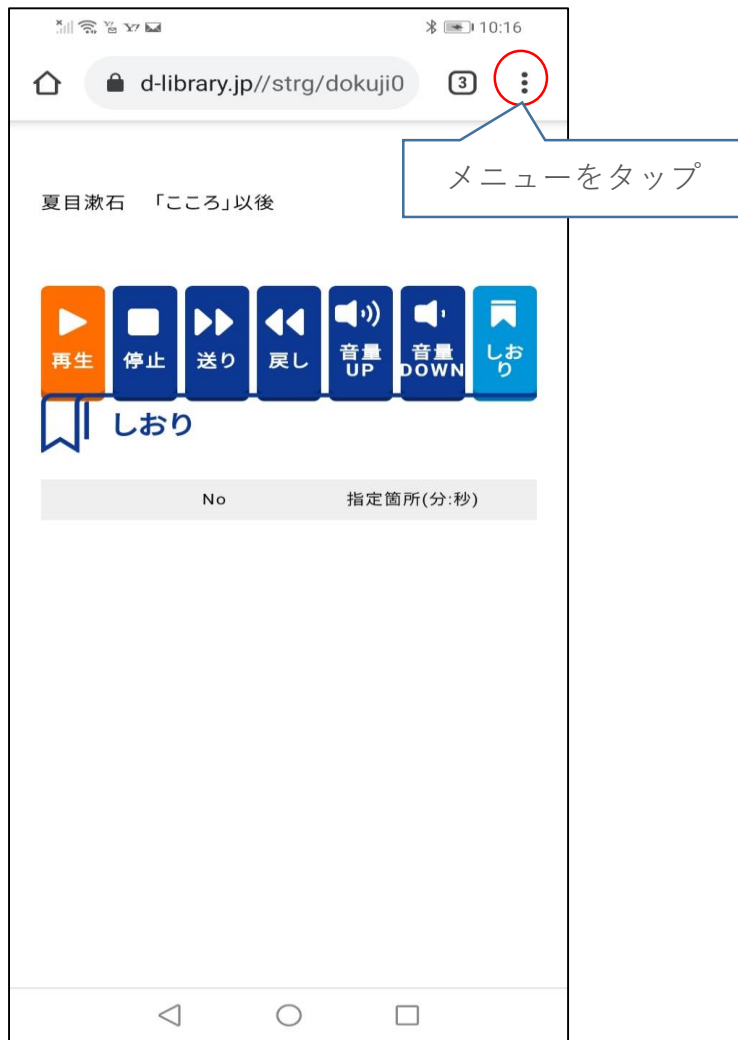 10:16
d-library.jp//strg/dokuji0
3
メニューをタップ
夏目漱石 「こころ」以後
再生
停止
送り
戻し
音量
UP
音量
DOWN
しお
り
しおり
No 指定箇所(分:秒)